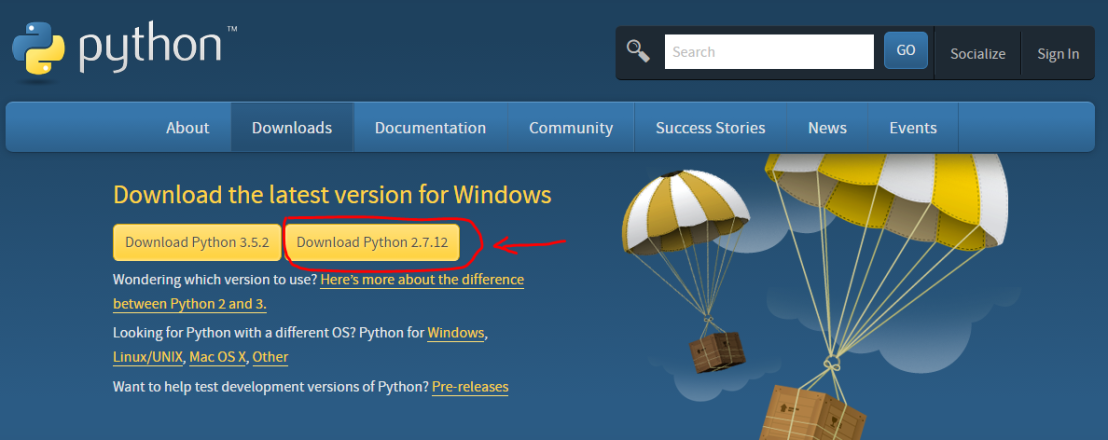 python™
Search
GO
Socialize
Sign In
About
Downloads
Documentation
Community
Success Stories
News
Events
Download the latest version for Windows
Download Python 3.5.2
Download Python 2.7.12
Wondering which version to use? Here's more about the difference
between Python 2 and 3.
Looking for Python with a different OS? Python for Windows,
Linux/UNIX, Mac OS X, Other
Want to help test development versions of Python? Pre-releases